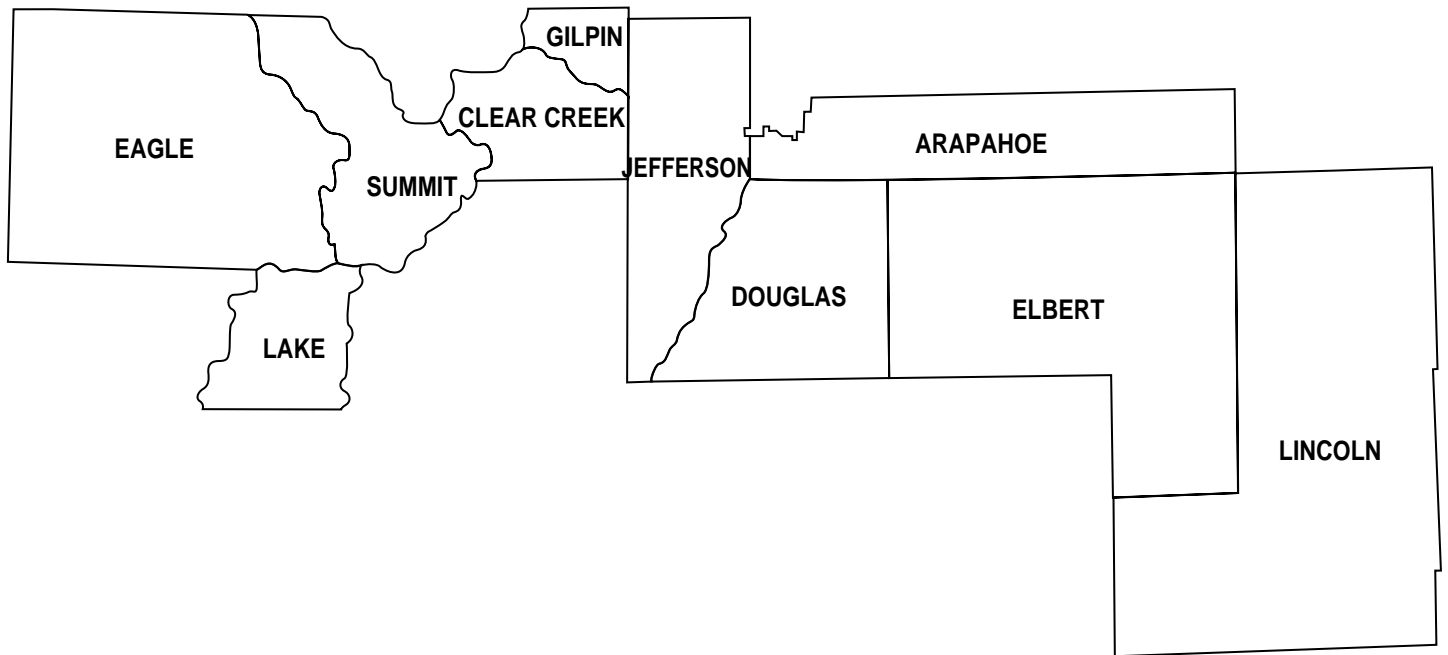 GILPIN
CLEAR CREEK
EAGLE
ARAPAHOE
JEFFERSON
SUMMIT
DOUGLAS
ELBERT
LAKE
LINCOLN